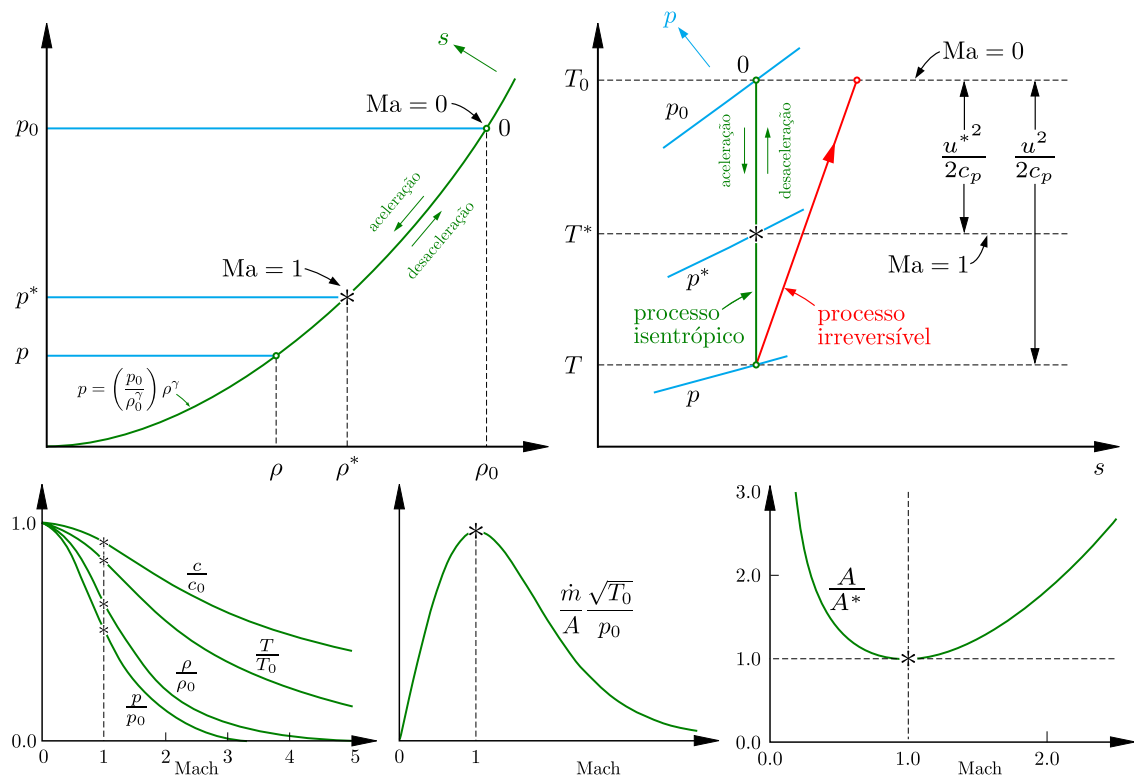 s
Ma = 0
p₀
0
aceleração
desaceleração
Ma = 1
p*
p
p = (p₀/ρ₀^γ) ρ^γ
ρ
ρ*
ρ₀
p
T₀
0
Ma = 0
p₀
aceleração
desaceleração
u*²/2cₚ
u²/2cₚ
T*
p*
Ma = 1
processo
isentrópico
processo
irreversível
T
p
s
1.0
c/c₀
T/T₀
ρ/ρ₀
p/p₀
0.0
0
1
2
3
4
5
Mach
ṁ/A √T₀/p₀
0
1
Mach
3.0
2.0
1.0
0.0
A/A*
0.0
1.0
2.0
Mach